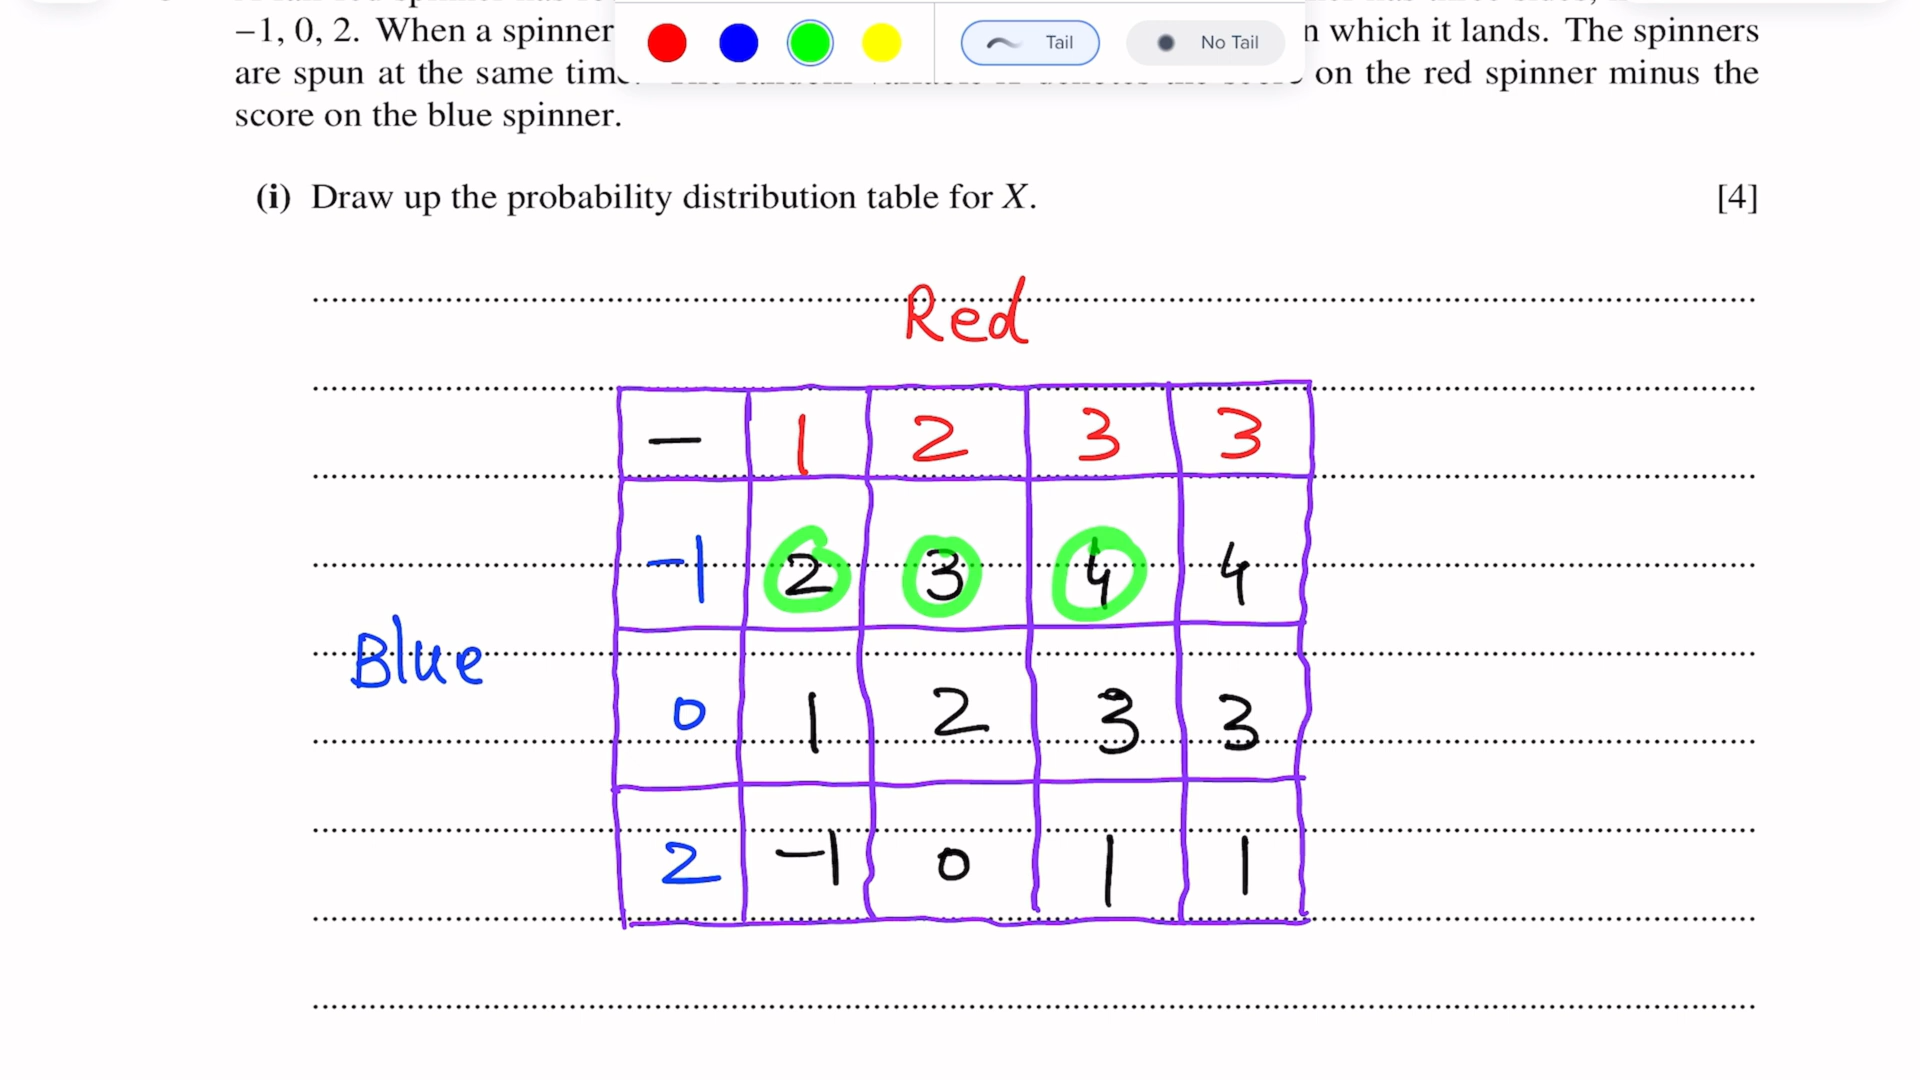 −1, 0, 2. When a spinner
n which it lands. The spinners
are spun at the same time.
on the red spinner minus the
score on the blue spinner.
Tail
No Tail
(i) Draw up the probability distribution table for X. [4]
Red
− 1 2 3 3
−1 2 3 4 4
Blue
0 1 2 3 3
2 −1 0 1 1